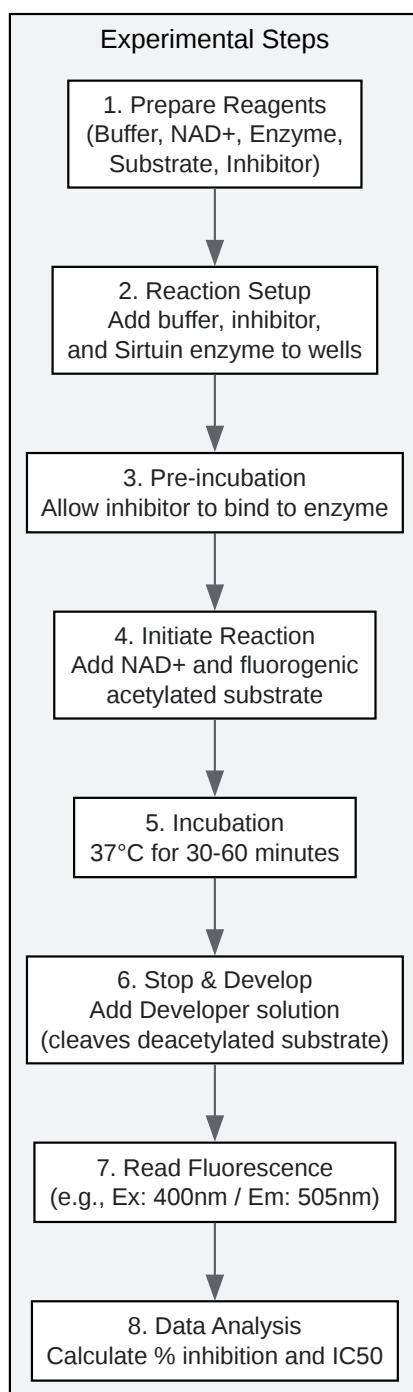 Experimental Steps
1. Prepare Reagents
(Buffer, NAD+, Enzyme,
Substrate, Inhibitor)
2. Reaction Setup
Add buffer, inhibitor,
and Sirtuin enzyme to wells
3. Pre-incubation
Allow inhibitor to bind to enzyme
4. Initiate Reaction
Add NAD+ and fluorogenic
acetylated substrate
5. Incubation
37°C for 30-60 minutes
6. Stop & Develop
Add Developer solution
(cleaves deacetylated substrate)
7. Read Fluorescence
(e.g., Ex: 400nm / Em: 505nm)
8. Data Analysis
Calculate % inhibition and IC50